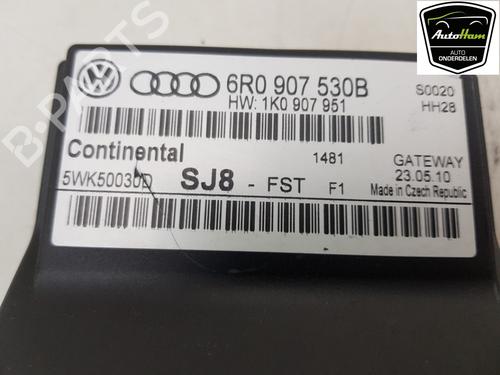 AutoHam
AUTO
ONDERDELEN
B-PARTS
6R0 907 530B
S0020
HW: 1K0 907 951
HH28
Continental
1481
GATEWAY
5WK50030D
SJ8 - FST F1
23.05.10
Made in Czech Republic